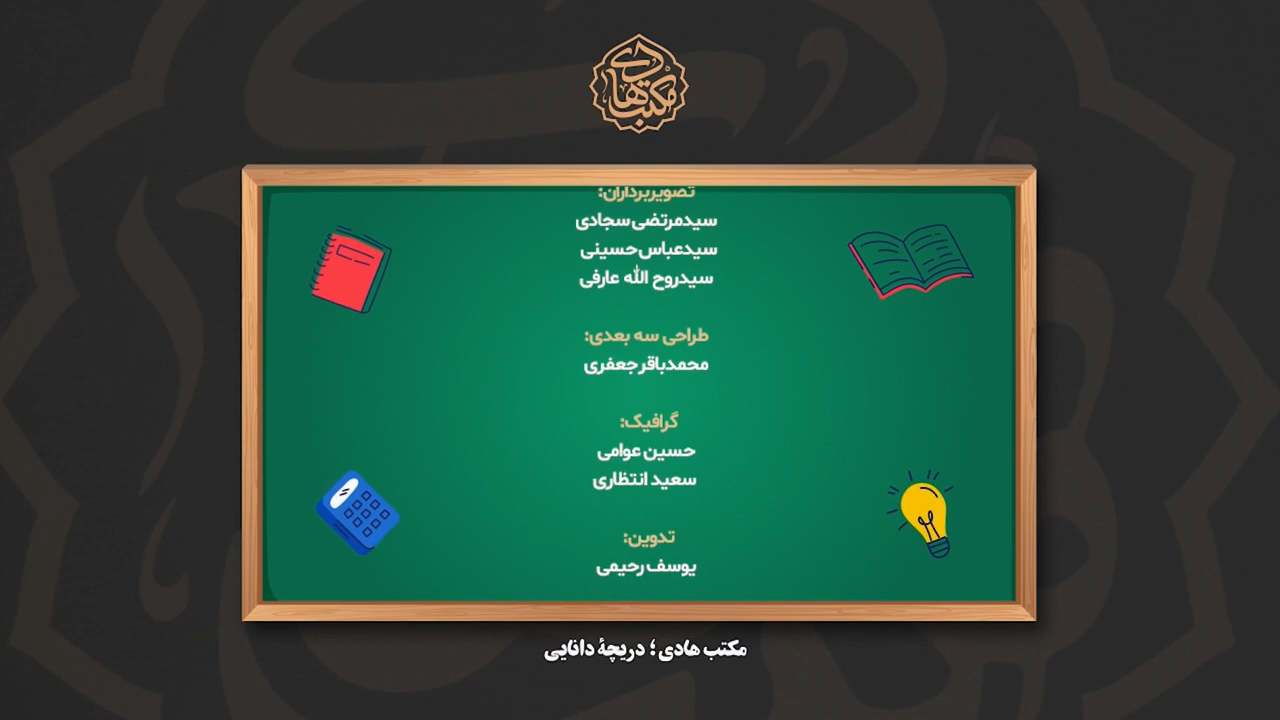 مکتب هادی
تصویربرداران:
سیدمرتضی سجادی
سیدعباس حسینی
سیدروح الله عارفی
طراحی سه بعدی:
محمدباقر جعفری
گرافیک:
حسین عوامی
سعید انتظاری
تدوین:
یوسف رحیمی
مکتب هادی؛ دریچهٔ دانایی